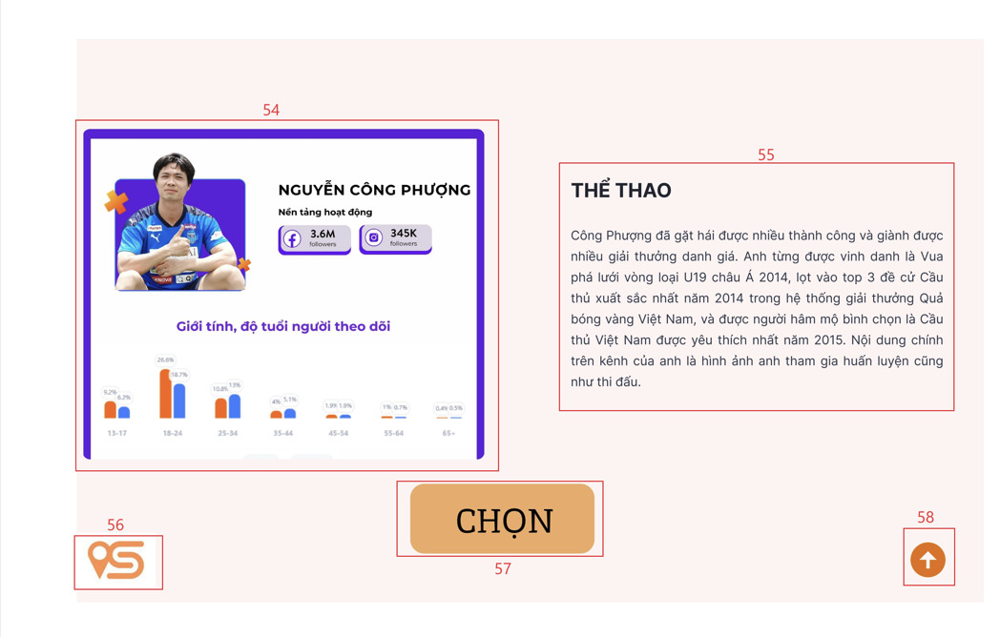 54
NGUYỄN CÔNG PHƯỢNG
Nền tảng hoạt động
3.6M
followers
345K
followers
Giới tính, độ tuổi người theo dõi
9.2% 6.2% 26.6% 18.7% 10.8% 13% 4% 5.1% 1.9% 1.9% 1% 0.7% 0.4% 0.5%
13-17 18-24 25-34 35-44 45-54 55-64 65+
55
THỂ THAO
Công Phượng đã gặt hái được nhiều thành công và giành được
nhiều giải thưởng danh giá. Anh từng được vinh danh là Vua
phá lưới vòng loại U19 châu Á 2014, lọt vào top 3 đề cử Cầu
thủ xuất sắc nhất năm 2014 trong hệ thống giải thưởng Quả
bóng vàng Việt Nam, và được người hâm mộ bình chọn là Cầu
thủ Việt Nam được yêu thích nhất năm 2015. Nội dung chính
trên kênh của anh là hình ảnh anh tham gia huấn luyện cũng
như thi đấu.
56
CHỌN
57
58